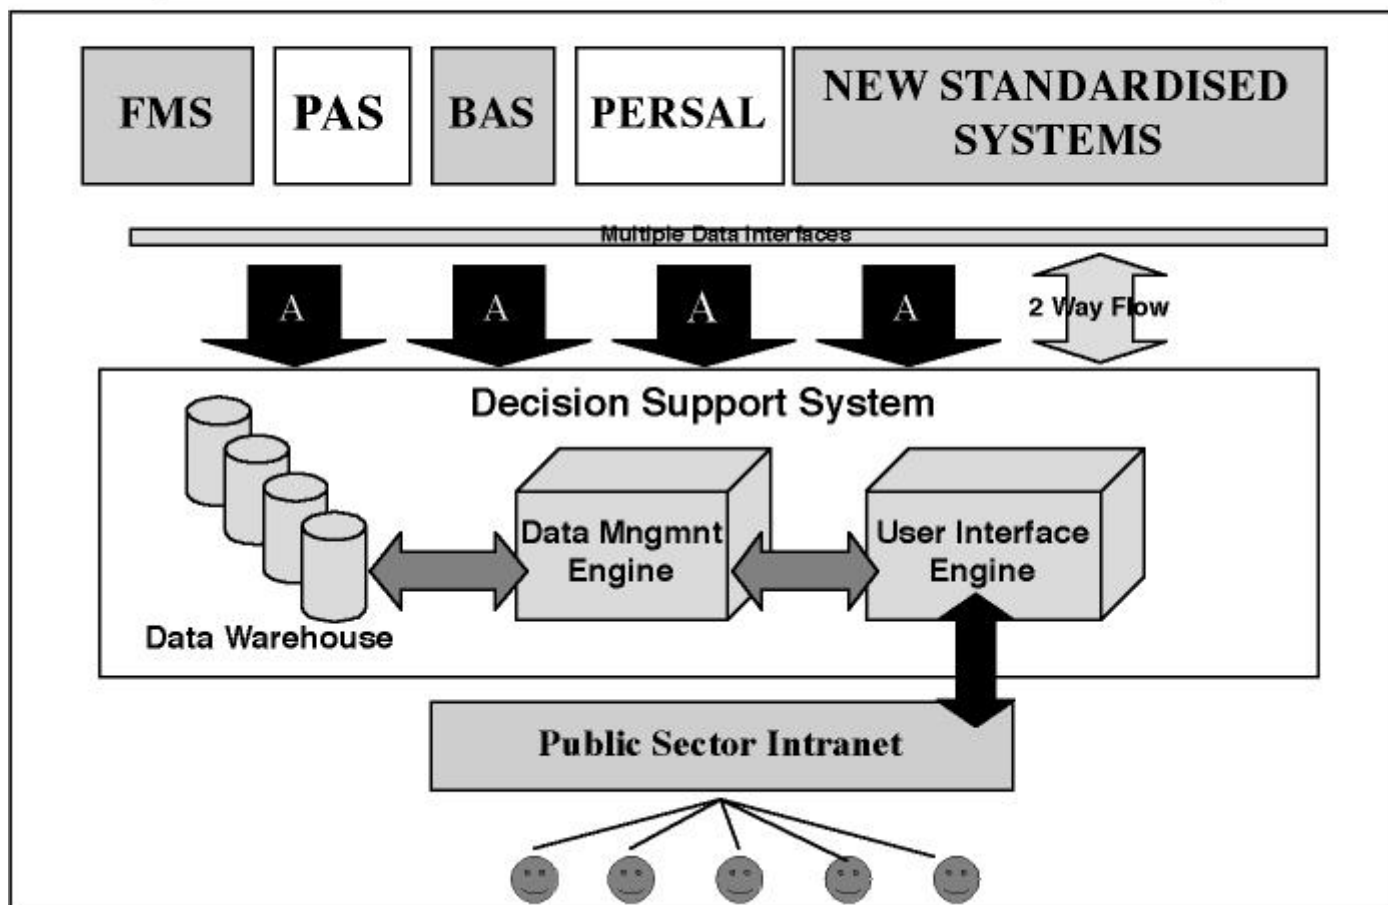 FMS
PAS
BAS
PERSAL
NEW STANDARDISED
SYSTEMS
Multiple Data Interfaces
A
A
A
A
2 Way Flow
Decision Support System
Data Mngmnt
Engine
User Interface
Engine
Data Warehouse
Public Sector Intranet